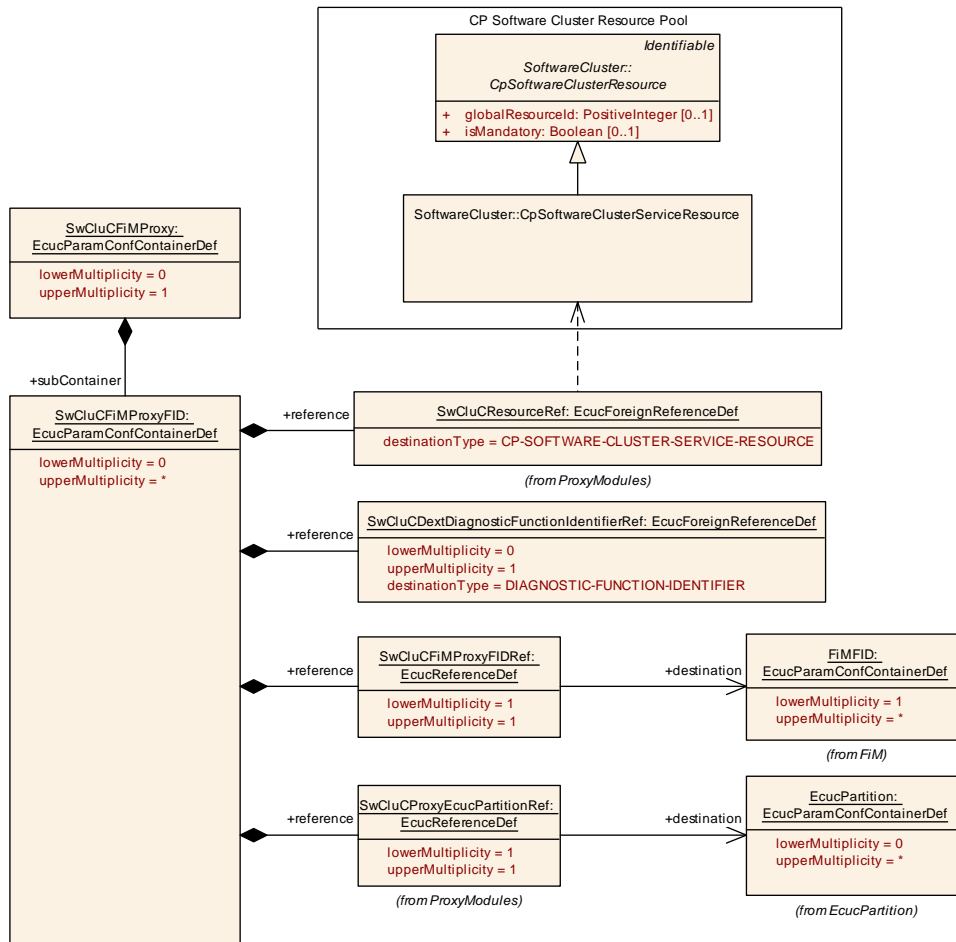 CP Software Cluster Resource Pool
Identifiable
SoftwareCluster::
CpSoftwareClusterResource
+ globalResourceId: PositiveInteger [0..1]
+ isMandatory: Boolean [0..1]
SoftwareCluster::CpSoftwareClusterServiceResource
SwCluCFiMProxy:
EcucParamConfContainerDef
lowerMultiplicity = 0
upperMultiplicity = 1
+subContainer
SwCluCFiMProxyFID:
EcucParamConfContainerDef
lowerMultiplicity = 0
upperMultiplicity = *
+reference
SwCluCResourceRef: EcucForeignReferenceDef
destinationType = CP-SOFTWARE-CLUSTER-SERVICE-RESOURCE
(from ProxyModules)
+reference
SwCluCDextDiagnosticFunctionIdentifierRef: EcucForeignReferenceDef
lowerMultiplicity = 0
upperMultiplicity = 1
destinationType = DIAGNOSTIC-FUNCTION-IDENTIFIER
+reference
SwCluCFiMProxyFIDRef:
EcucReferenceDef
lowerMultiplicity = 1
upperMultiplicity = 1
+destination
FiMFID:
EcucParamConfContainerDef
lowerMultiplicity = 1
upperMultiplicity = *
(from FiM)
+reference
SwCluCProxyEcucPartitionRef:
EcucReferenceDef
lowerMultiplicity = 1
upperMultiplicity = 1
(from ProxyModules)
+destination
EcucPartition:
EcucParamConfContainerDef
lowerMultiplicity = 0
upperMultiplicity = *
(from EcucPartition)